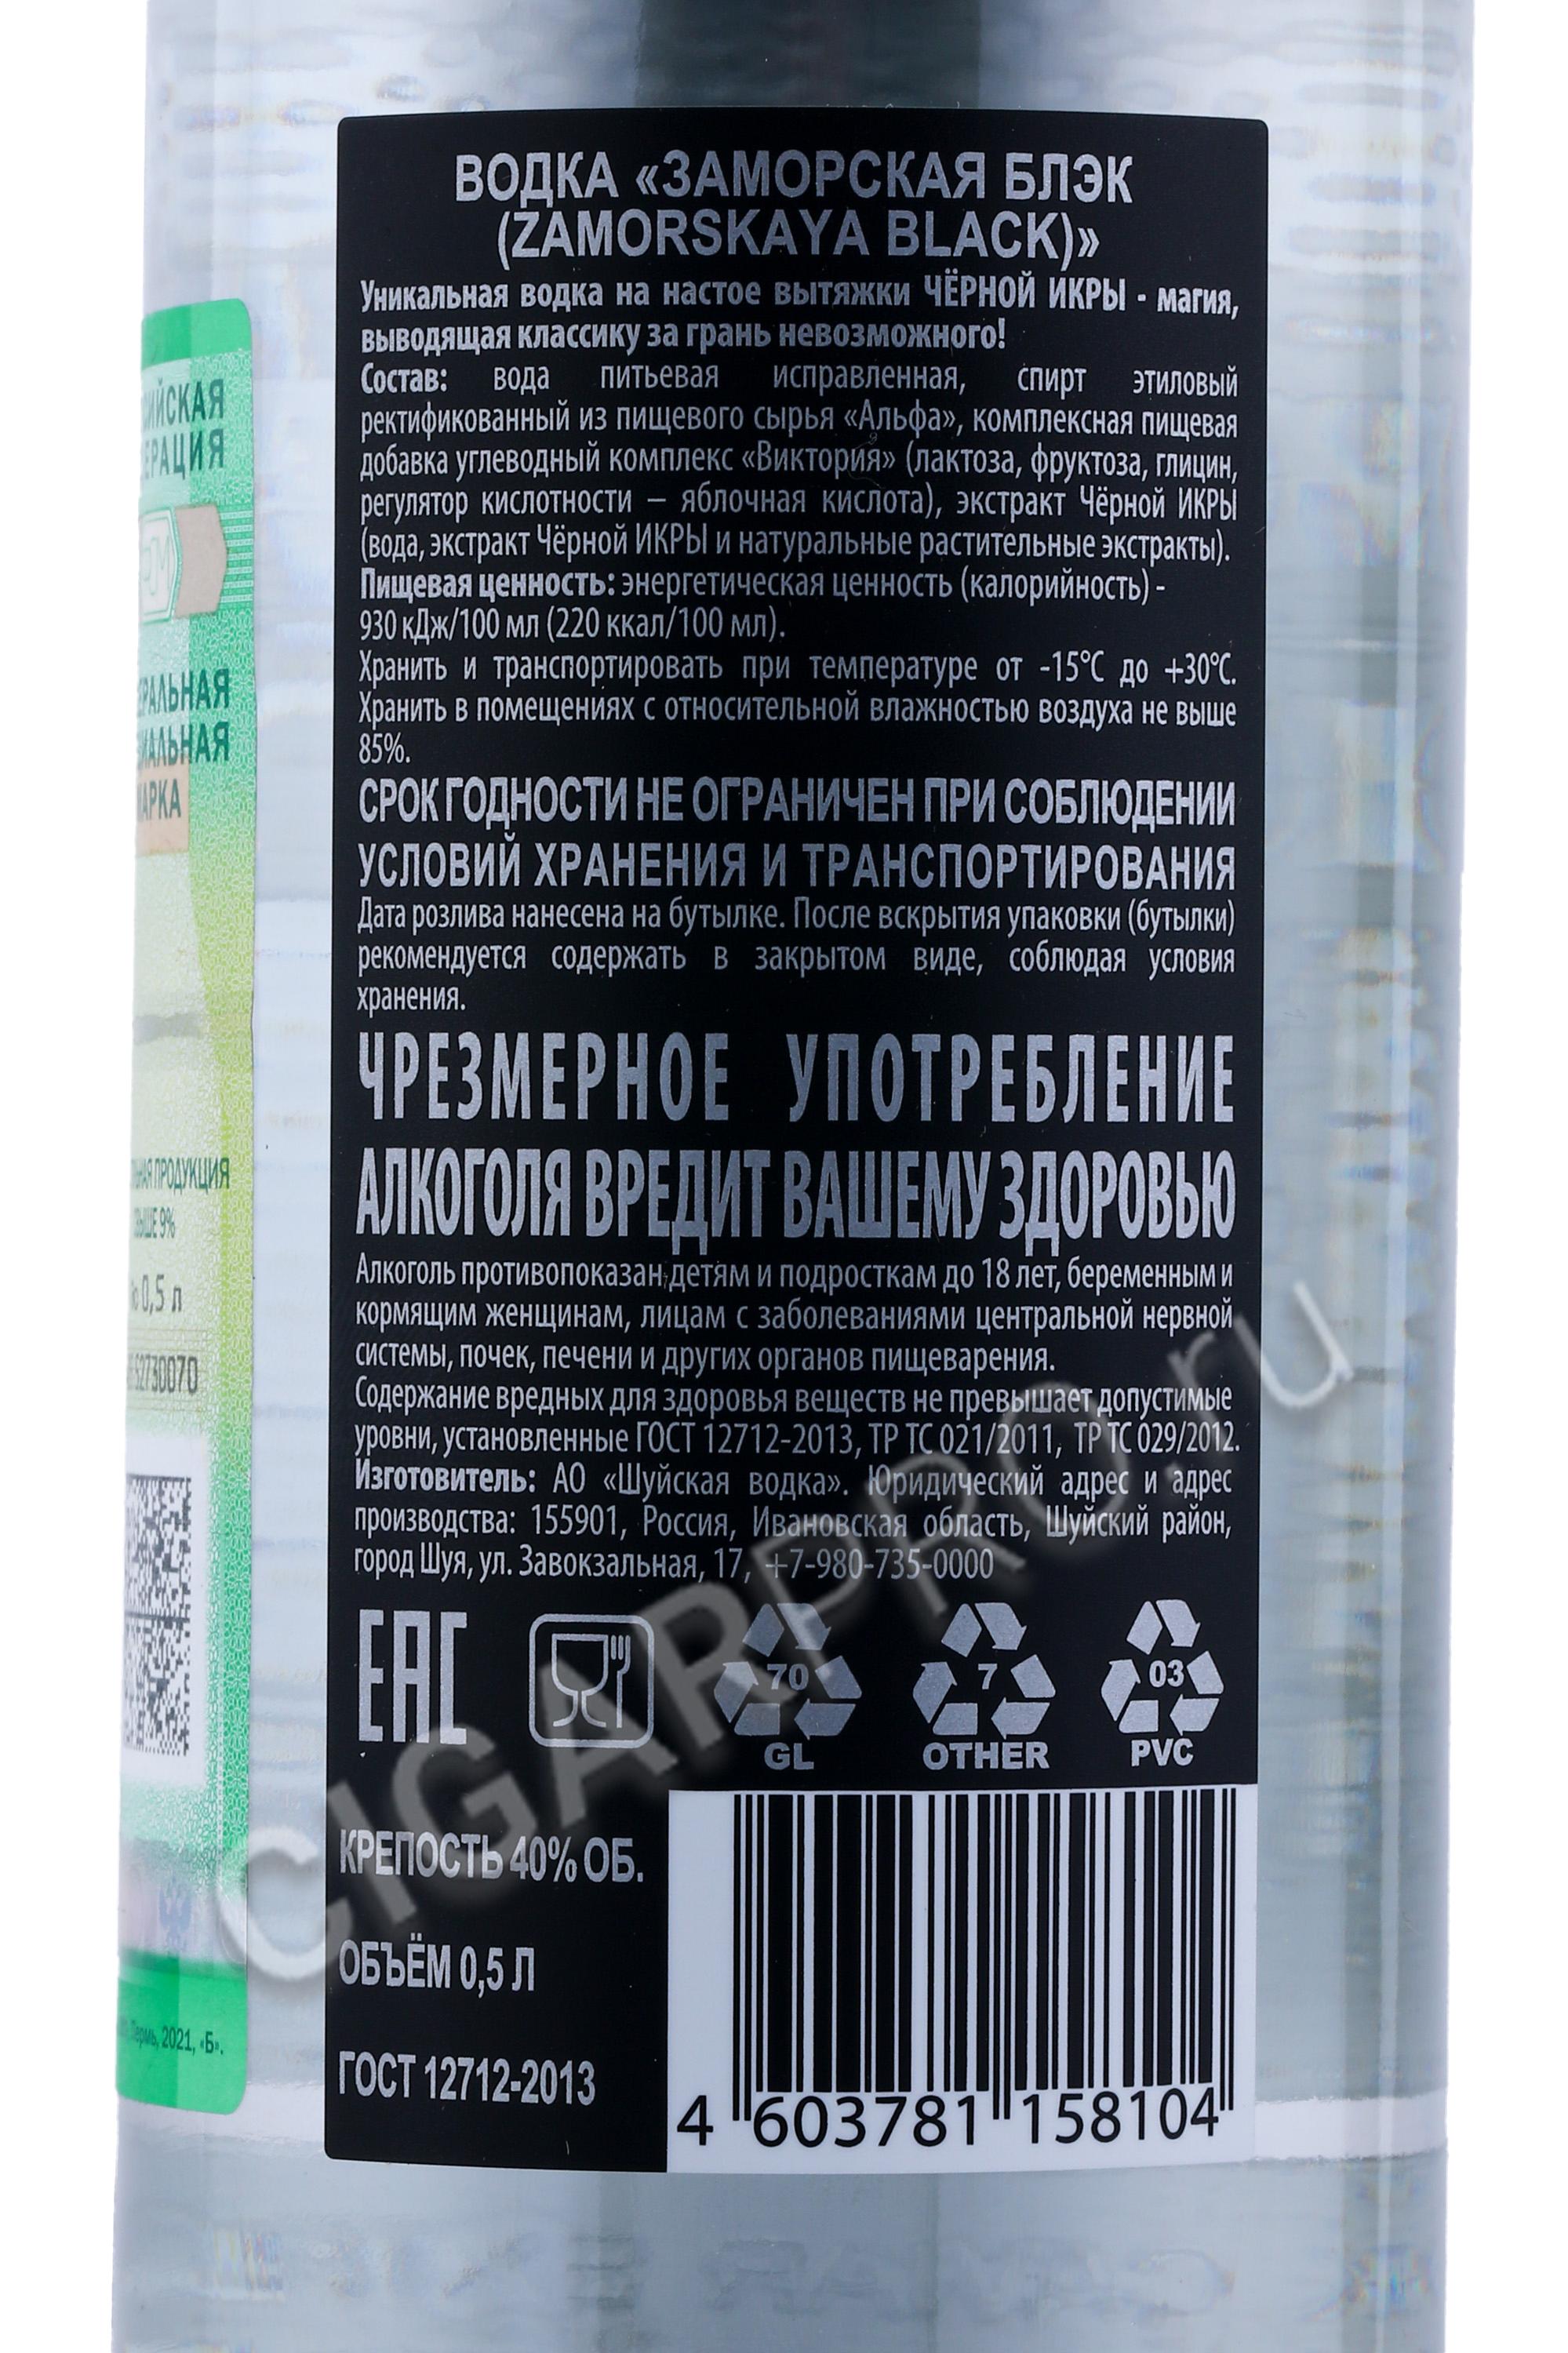 ВОДКА «ЗАМОРСКАЯ БЛЭК
(ZAMORSKAYA BLACK)»
Уникальная водка на настое вытяжки ЧЁРНОЙ ИКРЫ - магия,
выводящая классику за грань невозможного!
Состав: вода питьевая исправленная, спирт этиловый
ректификованный из пищевого сырья «Альфа», комплексная пищевая
добавка углеводный комплекс «Виктория» (лактоза, фруктоза, глицин,
регулятор кислотности – яблочная кислота), экстракт Чёрной ИКРЫ
(вода, экстракт Чёрной ИКРЫ и натуральные растительные экстракты).
Пищевая ценность: энергетическая ценность (калорийность) -
930 кДж/100 мл (220 ккал/100 мл).
Хранить и транспортировать при температуре от -15°С до +30°С.
Хранить в помещениях с относительной влажностью воздуха не выше
85%.
СРОК ГОДНОСТИ НЕ ОГРАНИЧЕН ПРИ СОБЛЮДЕНИИ
УСЛОВИЙ ХРАНЕНИЯ И ТРАНСПОРТИРОВАНИЯ
Дата розлива нанесена на бутылке. После вскрытия упаковки (бутылки)
рекомендуется содержать в закрытом виде, соблюдая условия
хранения.
ЧРЕЗМЕРНОЕ УПОТРЕБЛЕНИЕ
АЛКОГОЛЯ ВРЕДИТ ВАШЕМУ ЗДОРОВЬЮ
Алкоголь противопоказан детям и подросткам до 18 лет, беременным и
кормящим женщинам, лицам с заболеваниями центральной нервной
системы, почек, печени и других органов пищеварения.
Содержание вредных для здоровья веществ не превышает допустимые
уровни, установленные ГОСТ 12712-2013, ТР ТС 021/2011, ТР ТС 029/2012.
Изготовитель: АО «Шуйская водка». Юридический адрес и адрес
производства: 155901, Россия, Ивановская область, Шуйский район,
город Шуя, ул. Завокзальная, 17, +7-980-735-0000
ЕАС
70
GL
7
OTHER
03
PVC
КРЕПОСТЬ 40% ОБ.
ОБЪЁМ 0,5 Л
ГОСТ 12712-2013
4 603781 158104
CIGARPRO.ru
ПРОДУКЦИЯ
9%
0,5 л
Пермь, 2021, «Б».